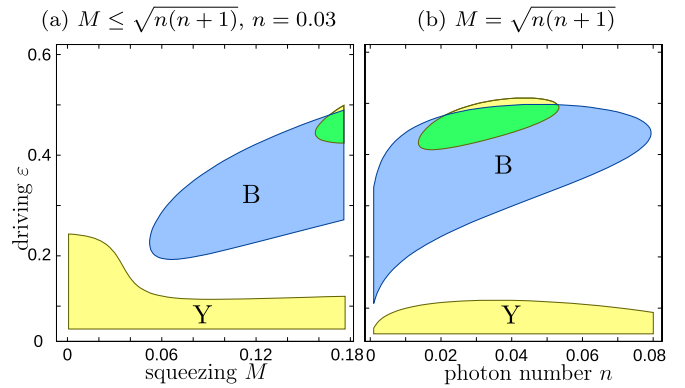 (a) M ≤ √n(n + 1), n = 0.03
(b) M = √n(n + 1)
0.6
0.4
0.2
0
driving ε
B
Y
B
Y
0 0.06 0.12 0.18
0 0.02 0.04 0.06 0.08
squeezing M
photon number n